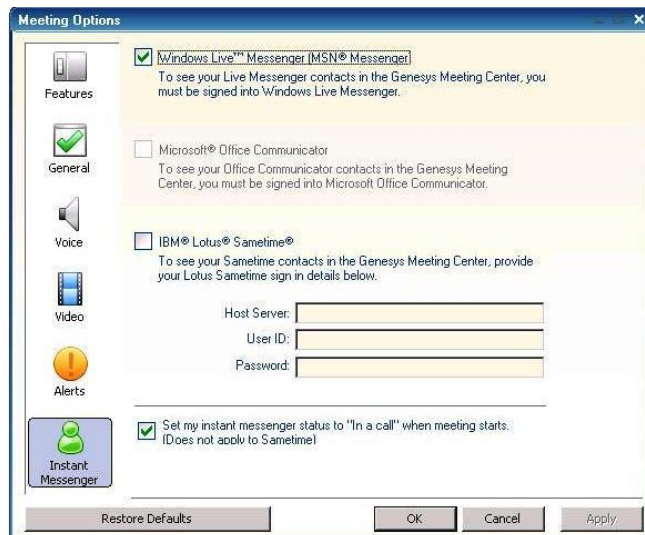 Meeting Options
Features
General
Voice
Video
Alerts
Instant
Messenger
Windows Live™ Messenger (MSN® Messenger)
To see your Live Messenger contacts in the Genesys Meeting Center, you
must be signed into Windows Live Messenger.
Microsoft® Office Communicator
To see your Office Communicator contacts in the Genesys Meeting
Center, you must be signed into Microsoft Office Communicator.
IBM® Lotus® Sametime®
To see your Sametime contacts in the Genesys Meeting Center, provide
your Lotus Sametime sign in details below.
Host Server:
User ID:
Password:
Set my instant messenger status to "In a call" when meeting starts.
(Does not apply to Sametime)
Restore Defaults
OK
Cancel
Apply